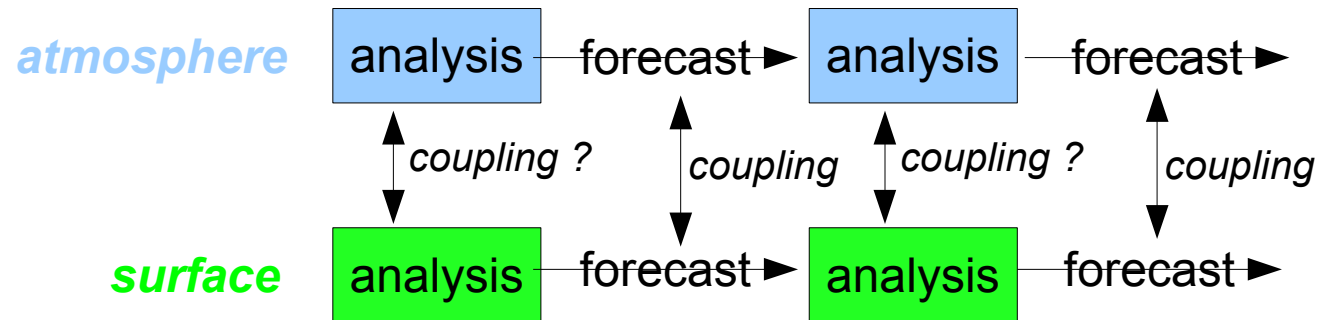 atmosphere analysis forecast analysis forecast
coupling ? coupling coupling ? coupling
surface analysis forecast analysis forecast